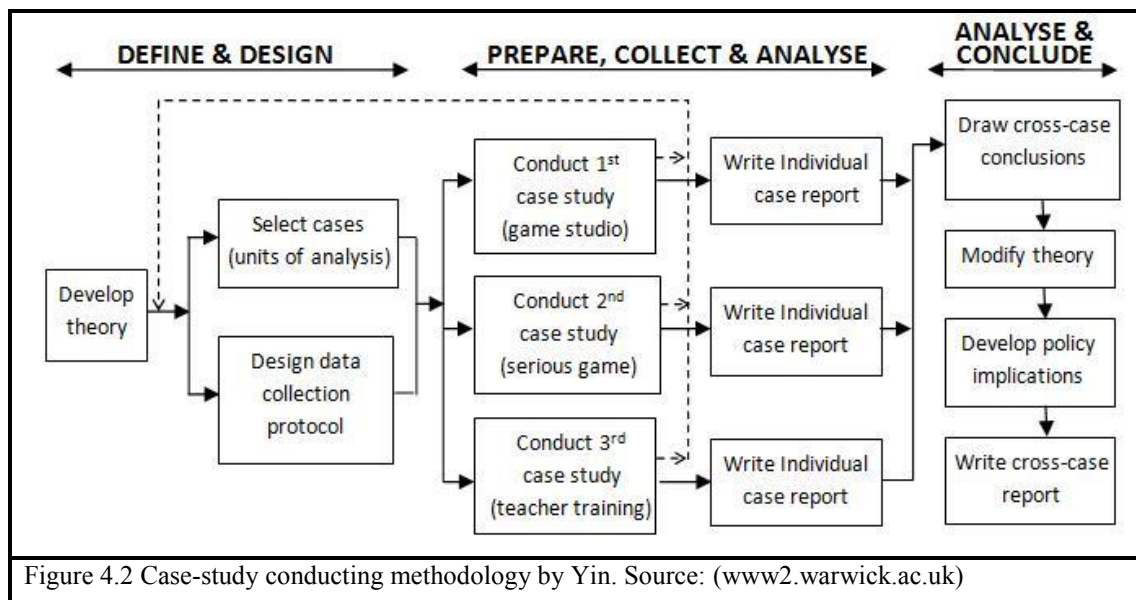 DEFINE & DESIGN
PREPARE, COLLECT & ANALYSE
ANALYSE &
CONCLUDE
Develop
theory
Select cases
(units of analysis)
Design data
collection
protocol
Conduct 1st
case study
(game studio)
Conduct 2nd
case study
(serious game)
Conduct 3rd
case study
(teacher training)
Write Individual
case report
Write Individual
case report
Write Individual
case report
Draw cross-case
conclusions
Modify theory
Develop policy
implications
Write cross-case
report
Figure 4.2 Case-study conducting methodology by Yin. Source: (www2.warwick.ac.uk)